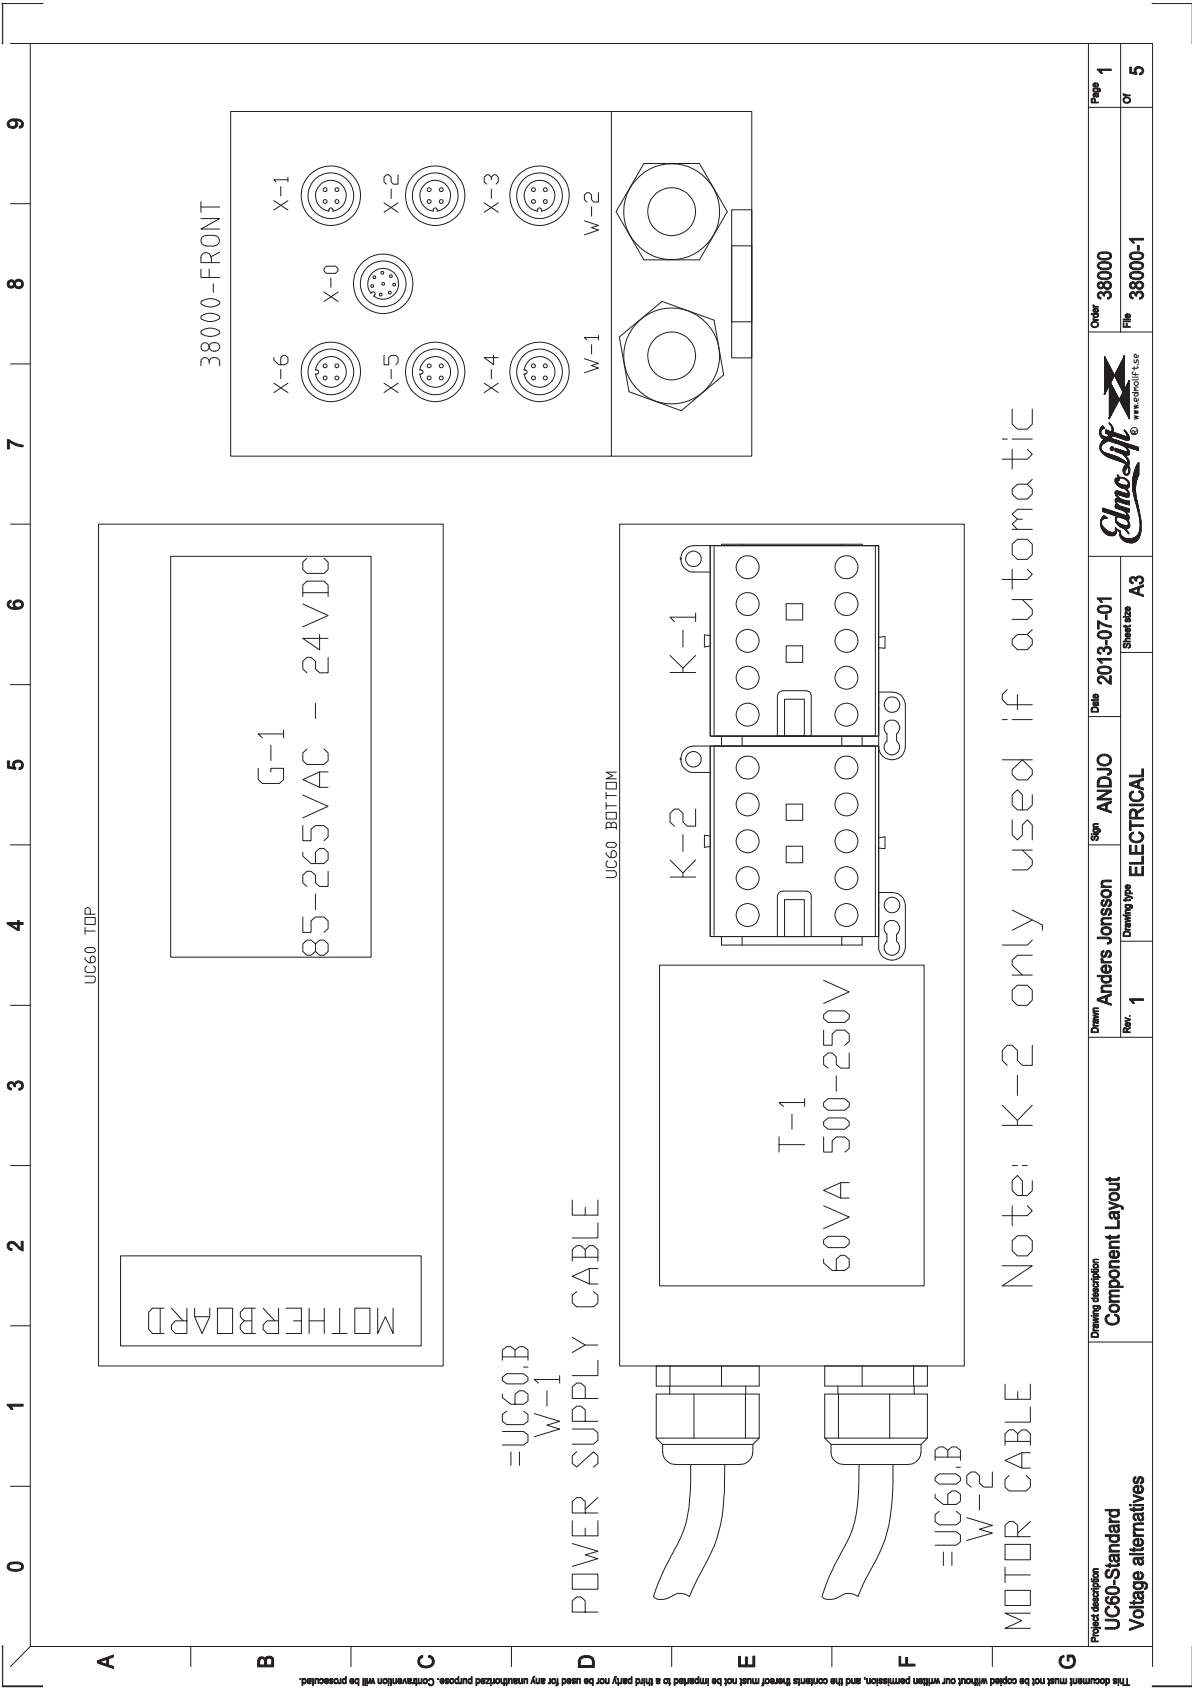 0 1 2 3 4 5 6 7 8 9
A
B
C
D
E
F
G
UC60 TOP
MOTHERBOARD
G-1
85-265VAC - 24VDC
38000-FRONT
X-6 X-0 X-1
X-5 X-2
X-4 X-3
W-1 W-2
=UC60.B
W-1
POWER SUPPLY CABLE
UC60 BOTTOM
K-2 K-1
T-1
60VA 500-250V
=UC60.B
W-2
MOTOR CABLE
Note: K-2 only used if automatic
Project description
UC60-Standard
Voltage alternatives
Drawing description
Component Layout
Drawn Anders Jonsson
Sign ANDJO
Date 2013-07-01
Rev. 1
Drawing type ELECTRICAL
Sheet size A3
EdmoLift ®
www.edmolift.se
Order 38000
Page 1
File 38000-1
Of 5
This document must not be copied without our written permission, and the contents thereof must not be imparted to a third party nor be used for any unauthorized purpose. Contravention will be prosecuted.